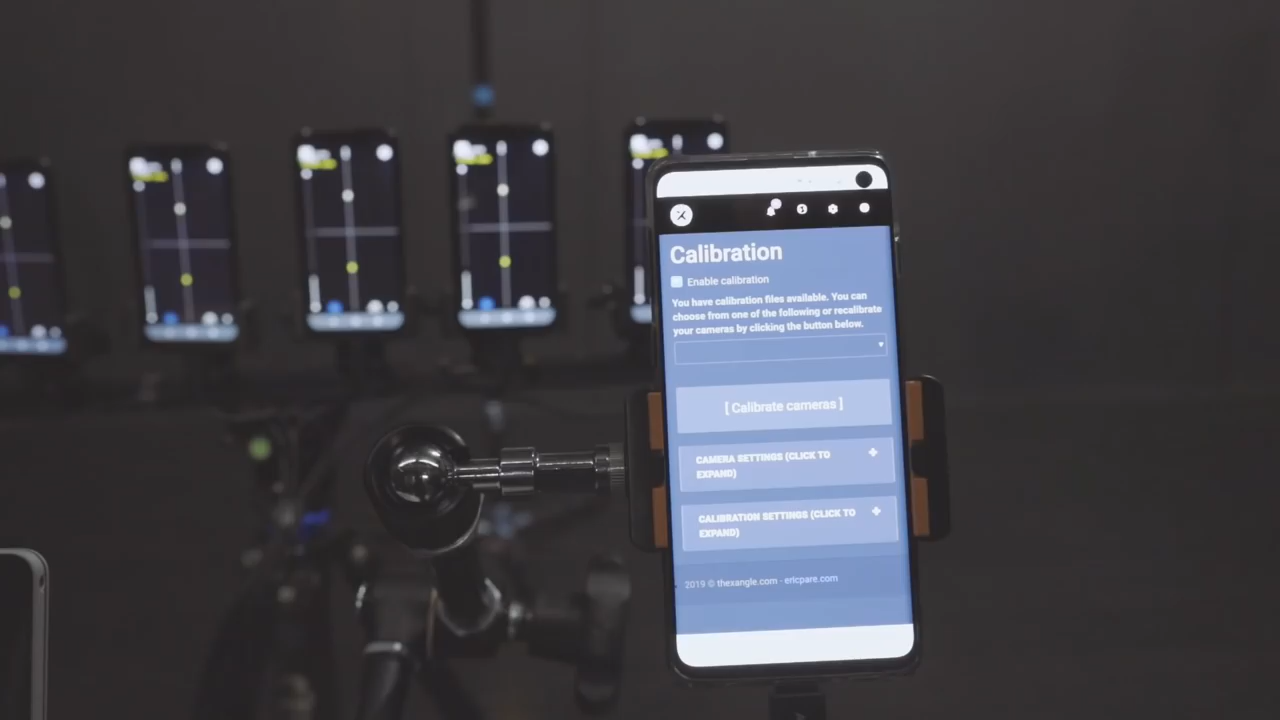 Calibration
Enable calibration
You have calibration files available. You can
choose from one of the following or recalibrate
your cameras by clicking the button below.
[ Calibrate cameras ]
CAMERA SETTINGS (CLICK TO
EXPAND)
CALIBRATION SETTINGS (CLICK TO
EXPAND)
2019 © thexangle.com - ericpare.com